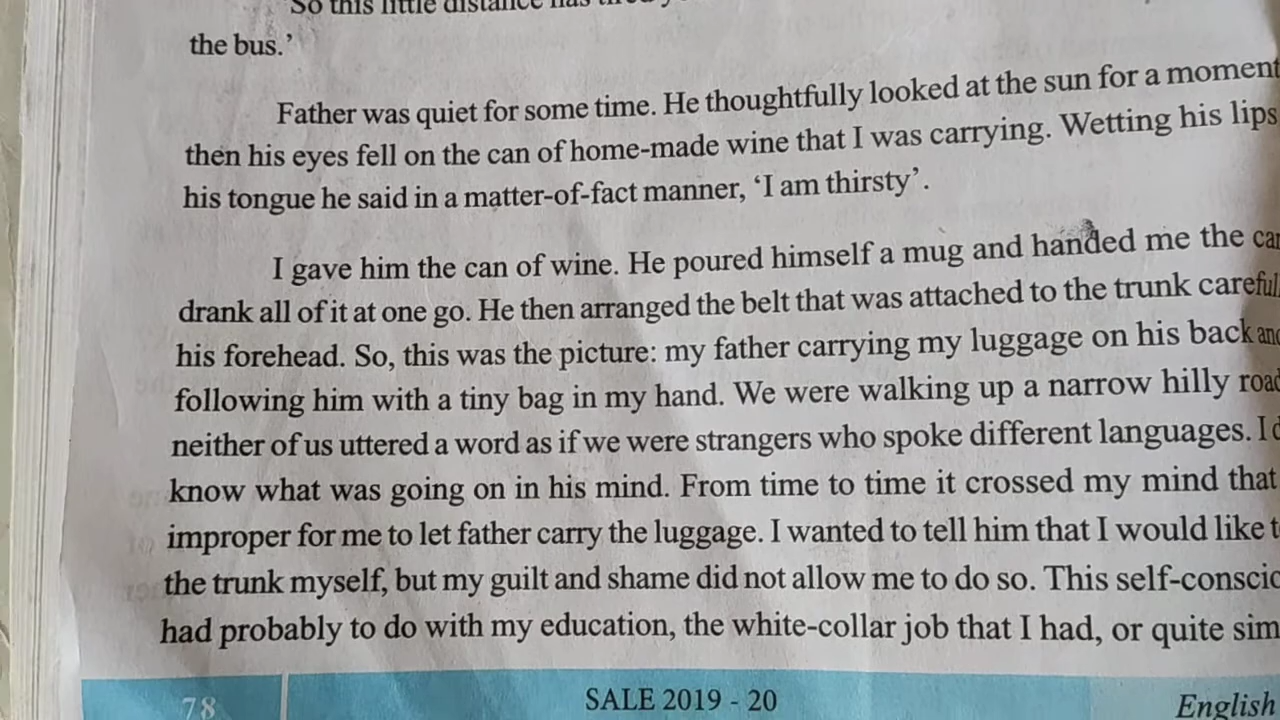 So this little distance has
the bus.’
Father was quiet for some time. He thoughtfully looked at the sun for a moment
then his eyes fell on the can of home-made wine that I was carrying. Wetting his lips
his tongue he said in a matter-of-fact manner, ‘I am thirsty’.
I gave him the can of wine. He poured himself a mug and handed me the
drank all of it at one go. He then arranged the belt that was attached to the trunk
his forehead. So, this was the picture: my father carrying my luggage on his back
following him with a tiny bag in my hand. We were walking up a narrow hilly
neither of us uttered a word as if we were strangers who spoke different languages. I
know what was going on in his mind. From time to time it crossed my mind that
improper for me to let father carry the luggage. I wanted to tell him that I would like
the trunk myself, but my guilt and shame did not allow me to do so. This
had probably to do with my education, the white-collar job that I had, or quite
78 SALE 2019 - 20 English